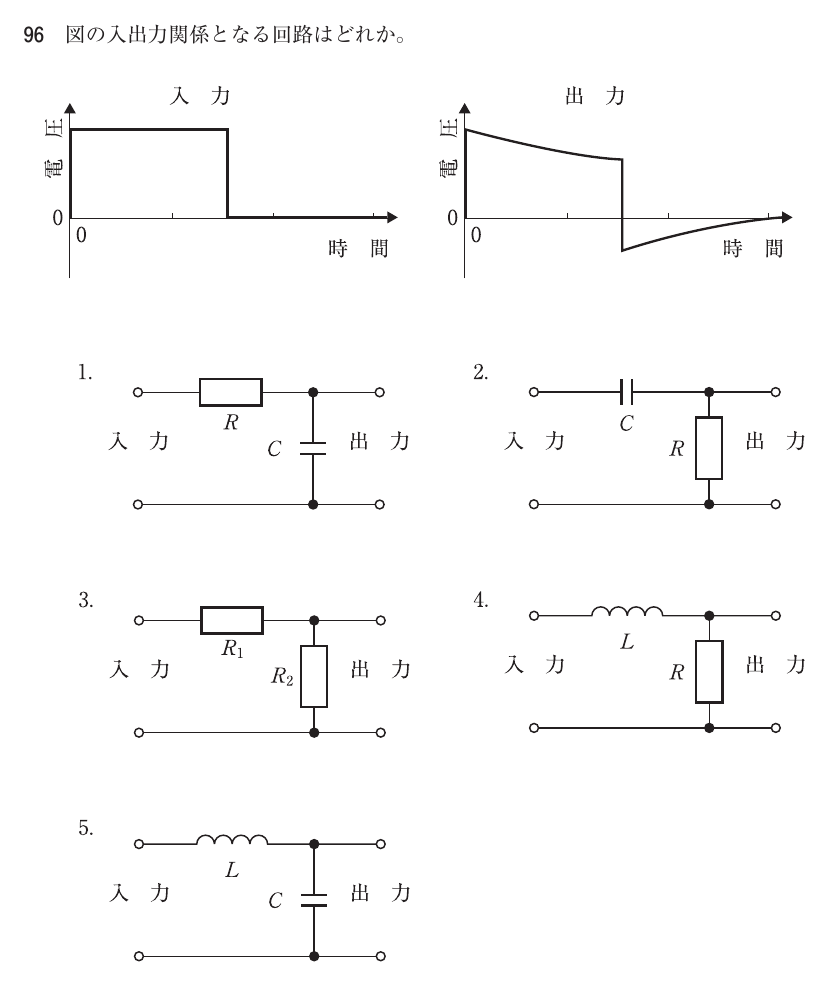 96 図の入出力関係となる回路はどれか。
入 力
電 圧
0
0
時 間
出 力
電 圧
0
0
時 間
1.
R
C
入 力
出 力
2.
C
R
入 力
出 力
3.
R1
R2
入 力
出 力
4.
L
R
入 力
出 力
5.
L
C
入 力
出 力